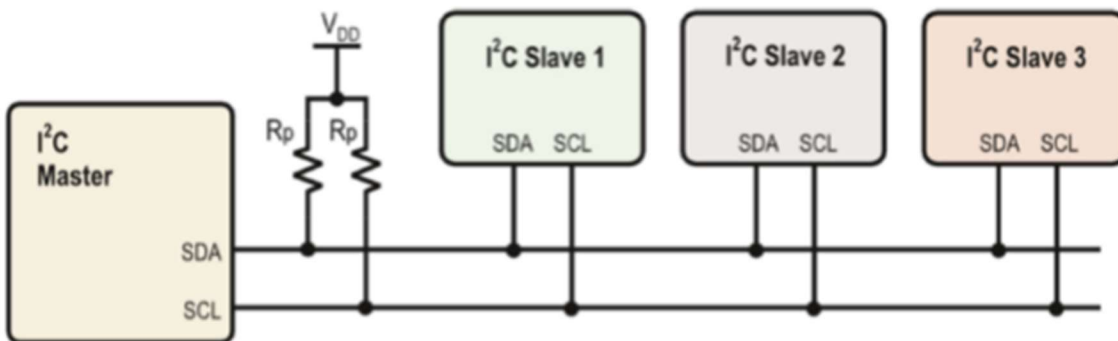 V_DD
I²C Slave 1
I²C Slave 2
I²C Slave 3
SDA SCL
SDA SCL
SDA SCL
I²C
Master
Rp Rp
SDA
SCL